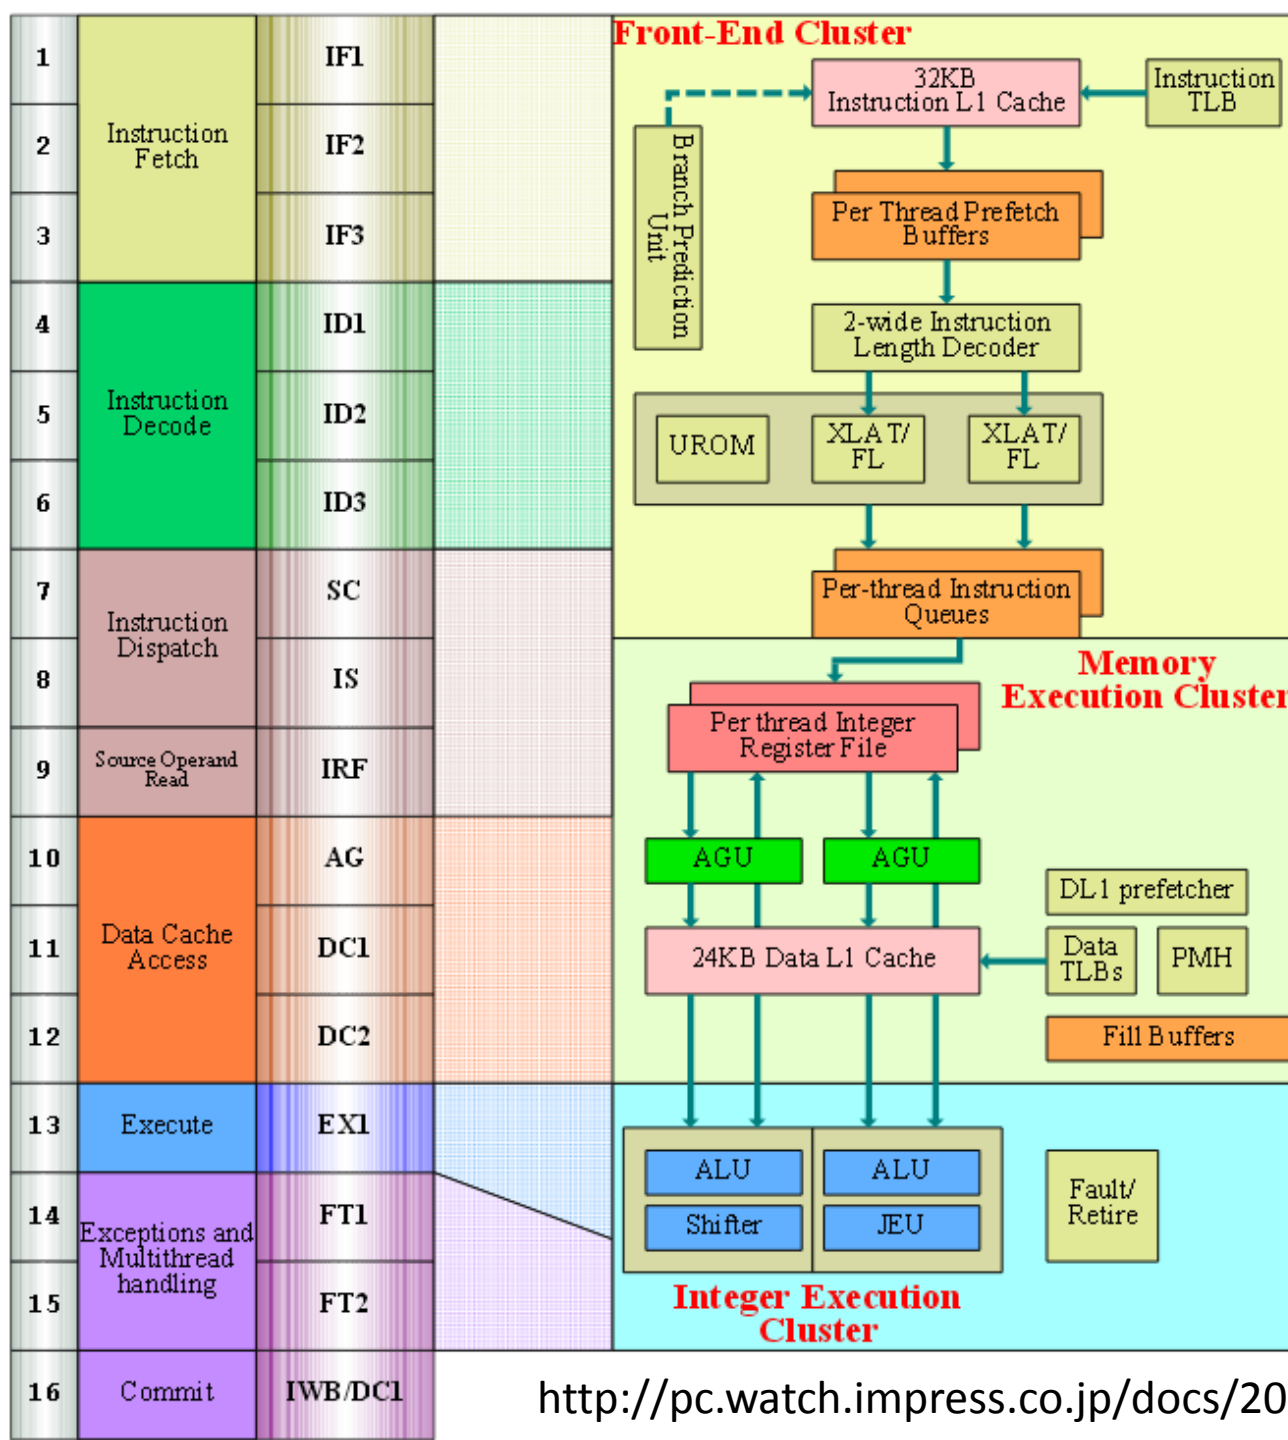 1
2
3
4
5
6
7
8
9
10
11
12
13
14
15
16
Instruction
Fetch
Instruction
Decode
Instruction
Dispatch
Source Operand
Read
Data Cache
Access
Execute
Exceptions and
Multithread
handling
Commit
IF1
IF2
IF3
ID1
ID2
ID3
SC
IS
IRF
AG
DC1
DC2
EX1
FT1
FT2
IWB/DC1
Front-End Cluster
32KB
Instruction L1 Cache
Instruction
TLB
Branch Prediction
Unit
Per Thread Prefetch
Buffers
2-wide Instruction
Length Decoder
UROM
XLAT/
FL
XLAT/
FL
Per-thread Instruction
Queues
Memory
Execution Cluster
Per thread Integer
Register File
AGU
AGU
DL1 prefetcher
24KB Data L1 Cache
Data
TLBs
PMH
Fill Buffers
ALU
ALU
Shifter
JEU
Fault/
Retire
Integer Execution
Cluster
http://pc.watch.impress.co.jp/docs/20